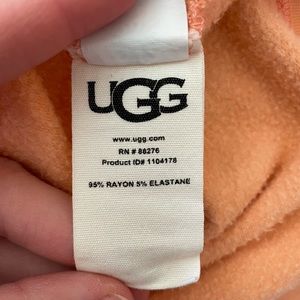 UGG
www.ugg.com
RN # 88276
Product ID# 1104178
95% RAYON 5% ELASTANE